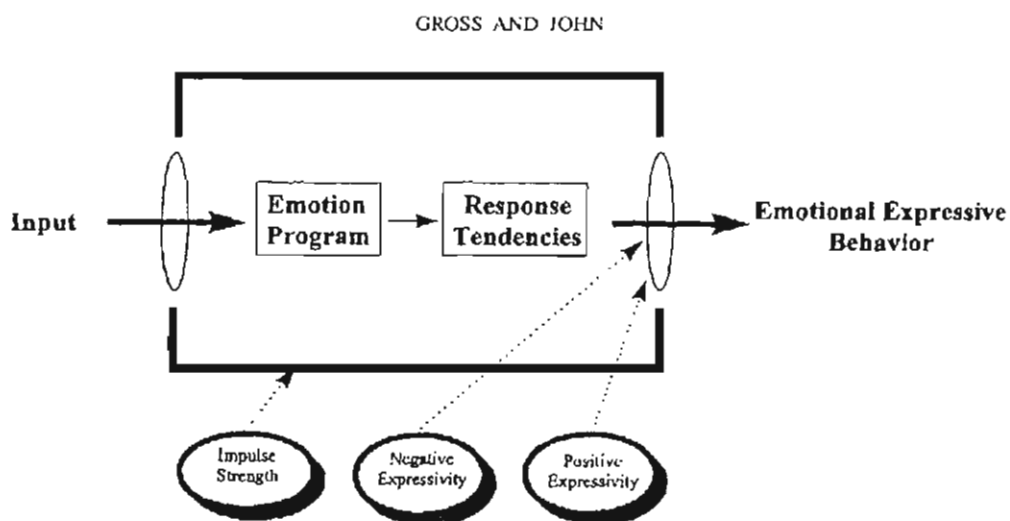 GROSS AND JOHN
Input
Emotion
Program
Response
Tendencies
Emotional Expressive
Behavior
Impulse
Strength
Negative
Expressivity
Positive
Expressivity